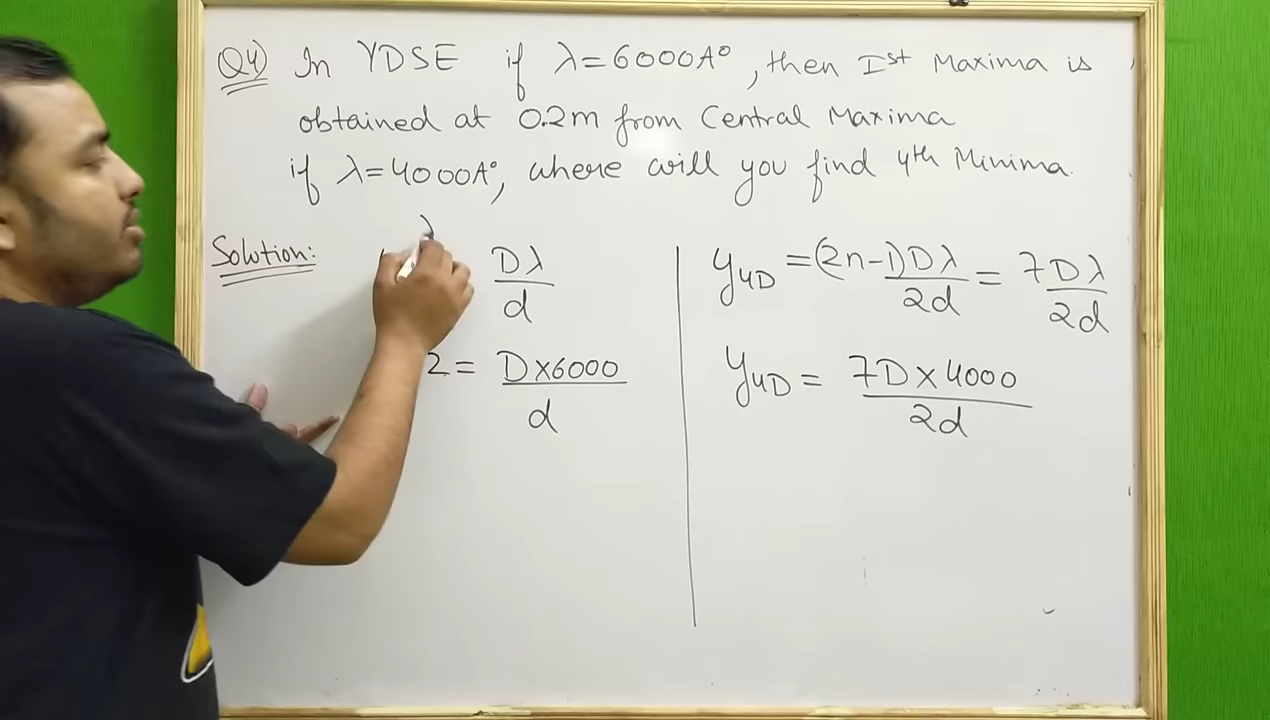 Q4) In YDSE if λ=6000A°, then Ist Maxima is
obtained at 0.2m from Central Maxima
if λ=4000A°, where will you find 4th Minima.
Solution:
Dλ/d
2 = D×6000/d
y4D = (2n-1)Dλ/2d = 7Dλ/2d
y4D = 7D×4000/2d